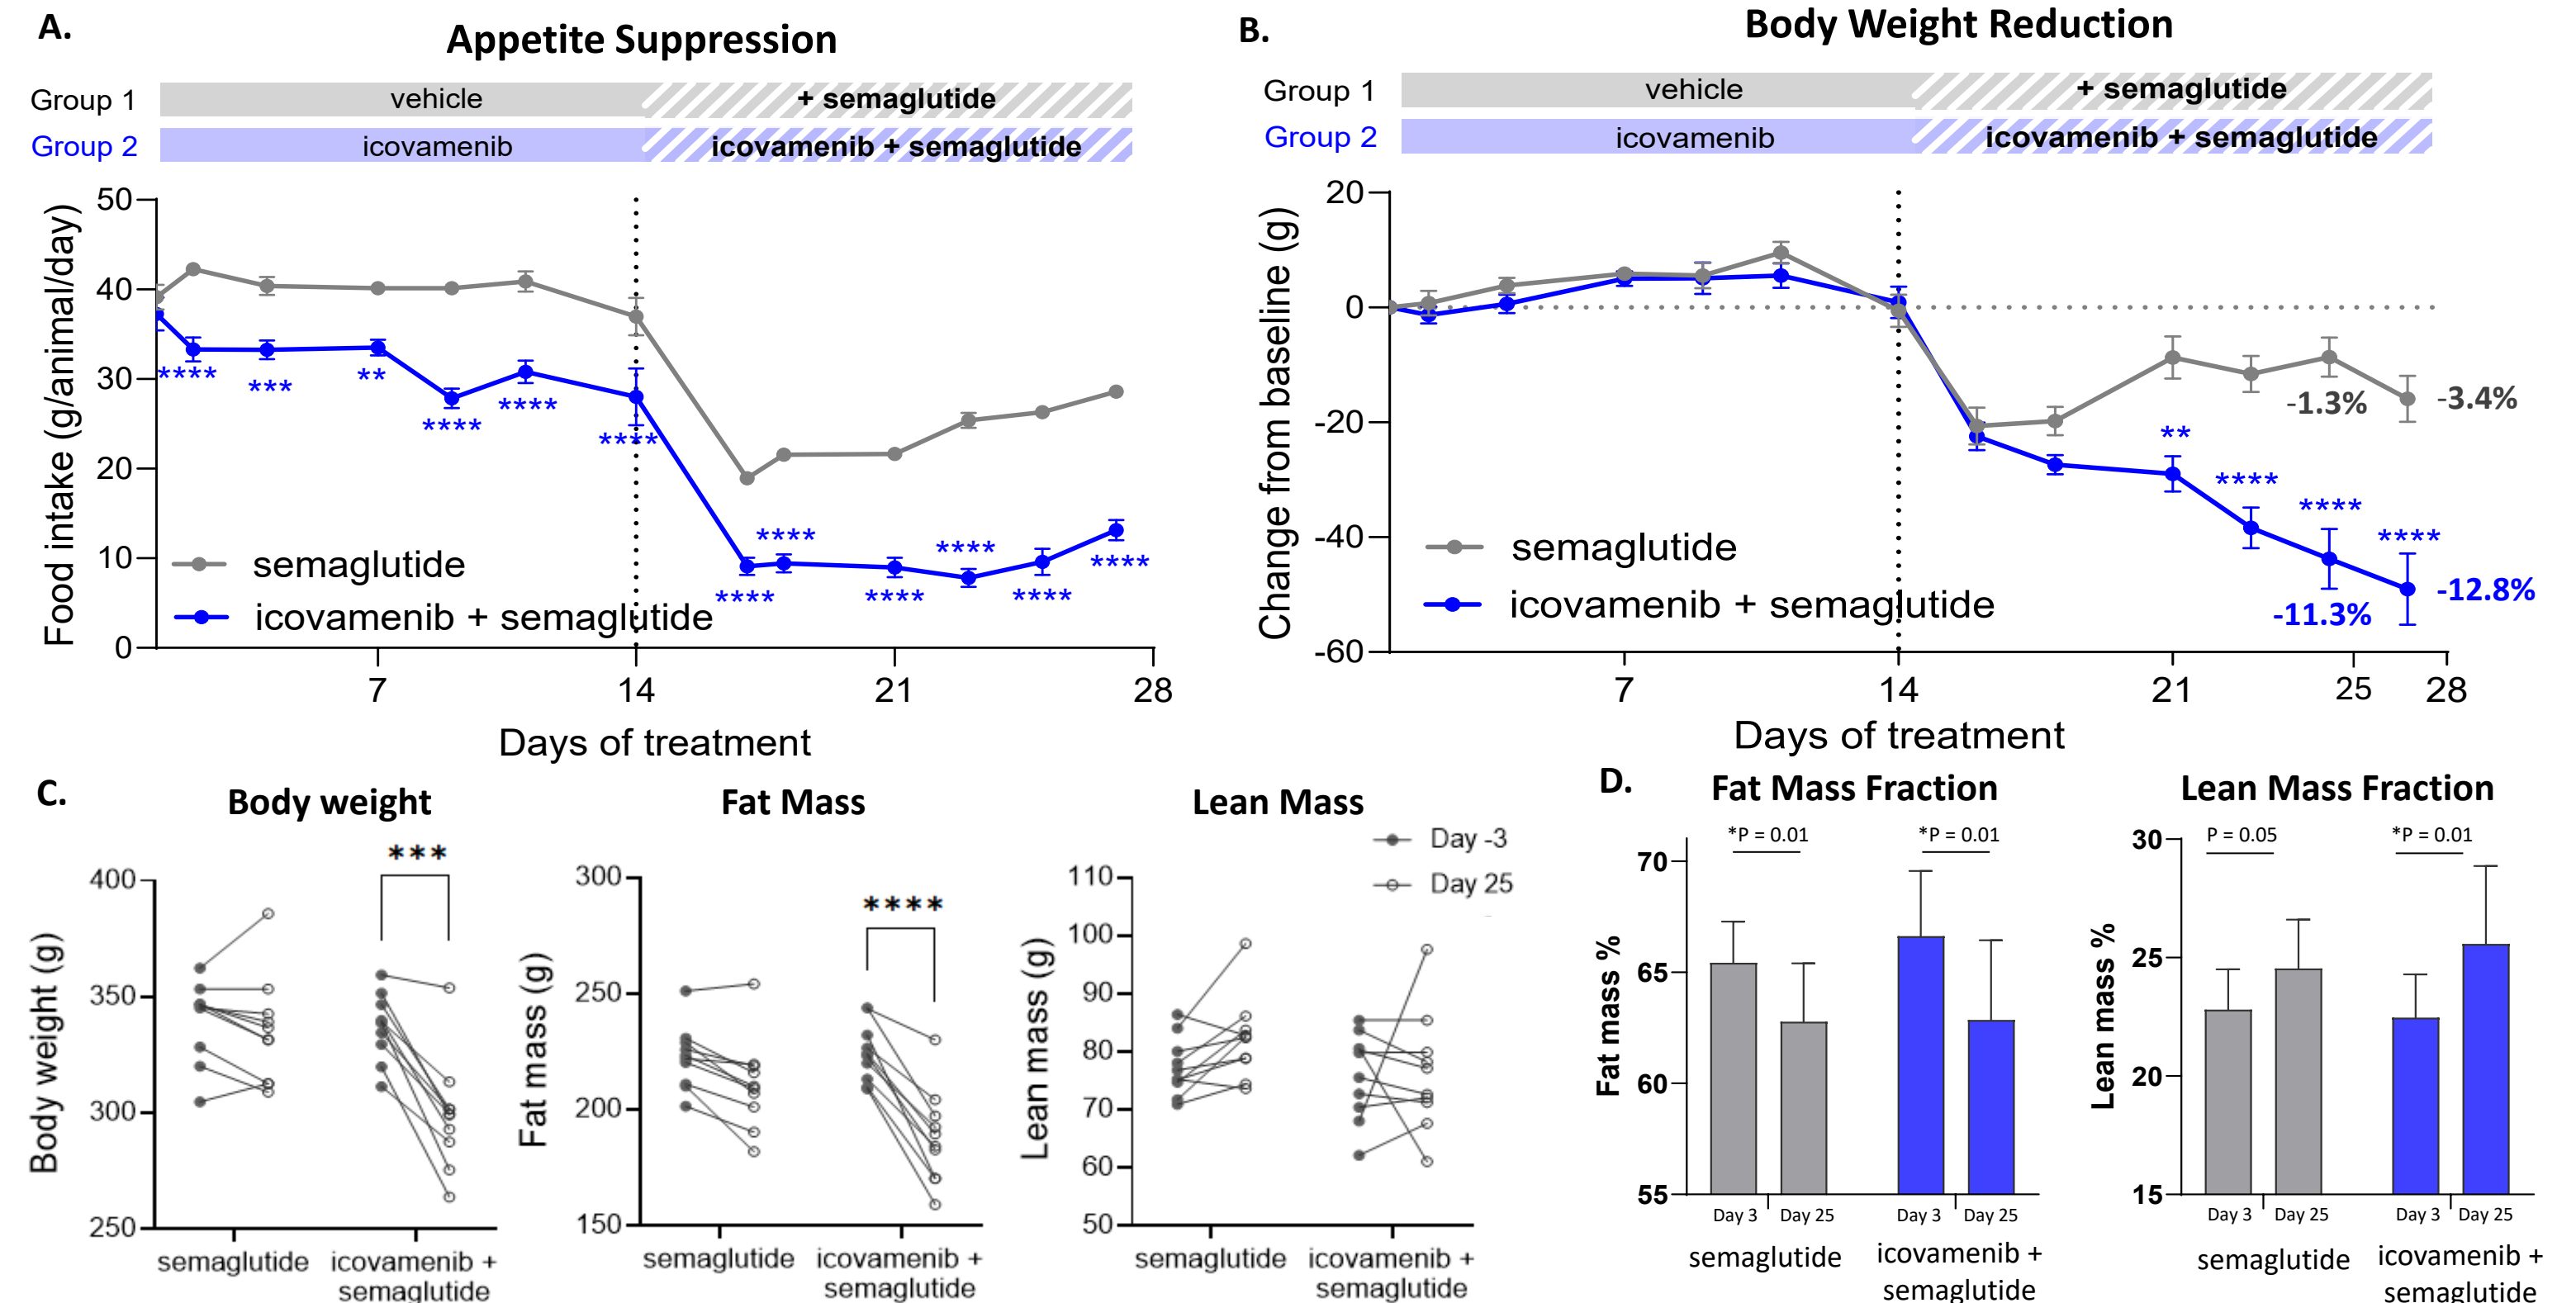 A.
Appetite Suppression
Group 1
vehicle
+ semaglutide
Group 2
icovamenib
icovamenib + semaglutide
Food intake (g/animal/day)
50
40
30
20
10
0
****
***
**
****
****
****
****
****
****
****
****
****
semaglutide
icovamenib + semaglutide
7
14
21
28
Days of treatment
B.
Body Weight Reduction
Group 1
vehicle
+ semaglutide
Group 2
icovamenib
icovamenib + semaglutide
Change from baseline (g)
20
0
-20
-40
-60
-1.3%
-3.4%
**
****
****
****
-11.3%
-12.8%
semaglutide
icovamenib + semaglutide
7
14
21
25
28
Days of treatment
C.
Body weight
Body weight (g)
400
350
300
250
***
semaglutide
icovamenib +
semaglutide
Fat Mass
Fat mass (g)
300
250
200
150
****
semaglutide
icovamenib +
semaglutide
Lean Mass
Day -3
Day 25
Lean mass (g)
110
100
90
80
70
60
50
semaglutide
icovamenib +
semaglutide
D.
Fat Mass Fraction
*P = 0.01
*P = 0.01
Fat mass %
70
65
60
55
Day 3
Day 25
Day 3
Day 25
semaglutide
icovamenib +
semaglutide
Lean Mass Fraction
P = 0.05
*P = 0.01
Lean mass %
30
25
20
15
Day 3
Day 25
Day 3
Day 25
semaglutide
icovamenib +
semaglutide